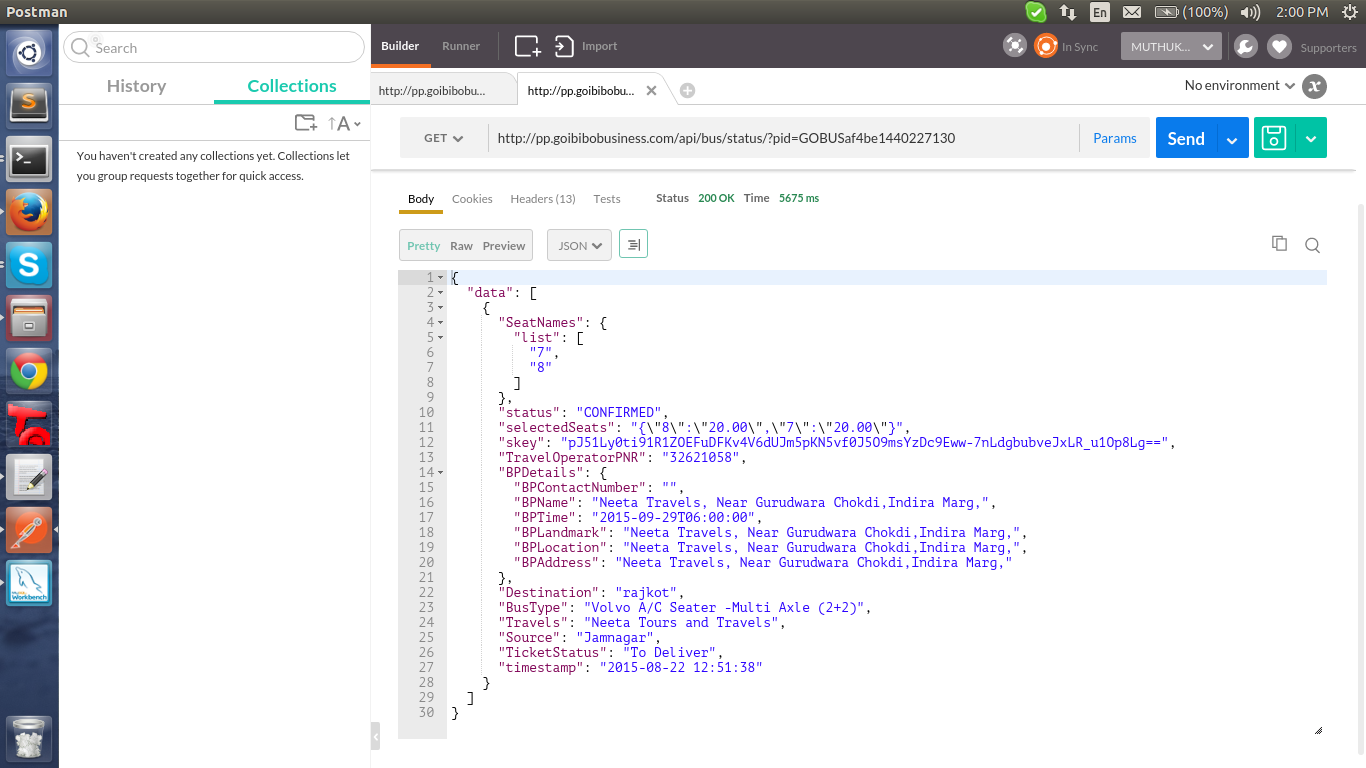 Postman
En
(100%)
2:00 PM
Search
Builder
Runner
Import
In Sync
MUTHUK...
Supporters
History
Collections
http://pp.goibibobu...
http://pp.goibibobu...
No environment
You haven't created any collections yet. Collections let
you group requests together for quick access.
GET
http://pp.goibibobusiness.com/api/bus/status/?pid=GOBUSaf4be1440227130
Params
Send
Body
Cookies
Headers (13)
Tests
Status 200 OK Time 5675 ms
Pretty Raw Preview
JSON
1 {
2 "data": [
3 {
4 "SeatNames": {
5 "list": [
6 "7",
7 "8"
8 ]
9 },
10 "status": "CONFIRMED",
11 "selectedSeats": "{\"8\":\"20.00\",\"7\":\"20.00\"}",
12 "skey": "pJ51Ly0ti91R1ZOEFuDFKv4V6dUJm5pKN5vf0J5O9msYzDc9Eww-7nLdgbubveJxLR_u1Op8Lg==",
13 "TravelOperatorPNR": "32621058",
14 "BPDetails": {
15 "BPContactNumber": "",
16 "BPName": "Neeta Travels, Near Gurudwara Chokdi,Indira Marg,",
17 "BPTime": "2015-09-29T06:00:00",
18 "BPLandmark": "Neeta Travels, Near Gurudwara Chokdi,Indira Marg,",
19 "BPLocation": "Neeta Travels, Near Gurudwara Chokdi,Indira Marg,",
20 "BPAddress": "Neeta Travels, Near Gurudwara Chokdi,Indira Marg,"
21 },
22 "Destination": "rajkot",
23 "BusType": "Volvo A/C Seater -Multi Axle (2+2)",
24 "Travels": "Neeta Tours and Travels",
25 "Source": "Jamnagar",
26 "TicketStatus": "To Deliver",
27 "timestamp": "2015-08-22 12:51:38"
28 }
29 ]
30 }
Workbench